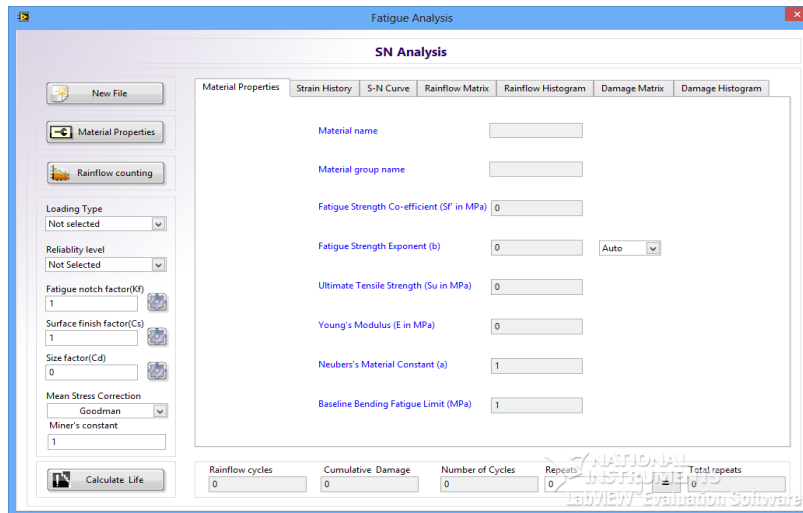 Fatigue Analysis
SN Analysis
New File
Material Properties
Rainflow counting
Loading Type
Not selected
Reliablity level
Not Selected
Fatigue notch factor(Kf)
1
Surface finish factor(Cs)
1
Size factor(Cd)
0
Mean Stress Correction
Goodman
Miner's constant
1
Calculate Life
Material Properties Strain History S-N Curve Rainflow Matrix Rainflow Histogram Damage Matrix Damage Histogram
Material name
Material group name
Fatigue Strength Co-efficient (Sf' in MPa) 0
Fatigue Strength Exponent (b) 0 Auto
Ultimate Tensile Strength (Su in MPa) 0
Young's Modulus (E in MPa) 0
Neubers's Material Constant (a) 1
Baseline Bending Fatigue Limit (MPa) 1
Rainflow cycles Cumulative Damage Number of Cycles Repeats Total repeats
0 0 0 0 = 0
NATIONAL
INSTRUMENTS
LabVIEW Evaluation Software